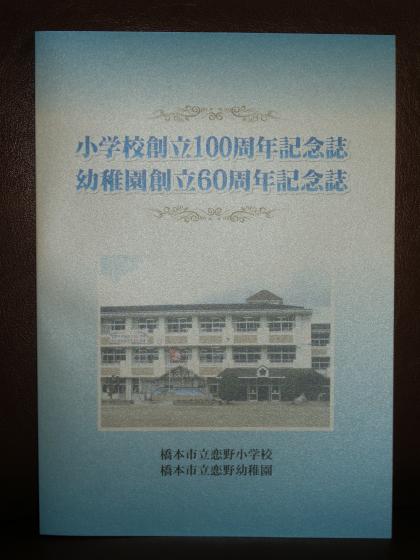 小学校創立100周年記念誌
幼稚園創立60周年記念誌
橋本市立恋野小学校
橋本市立恋野幼稚園